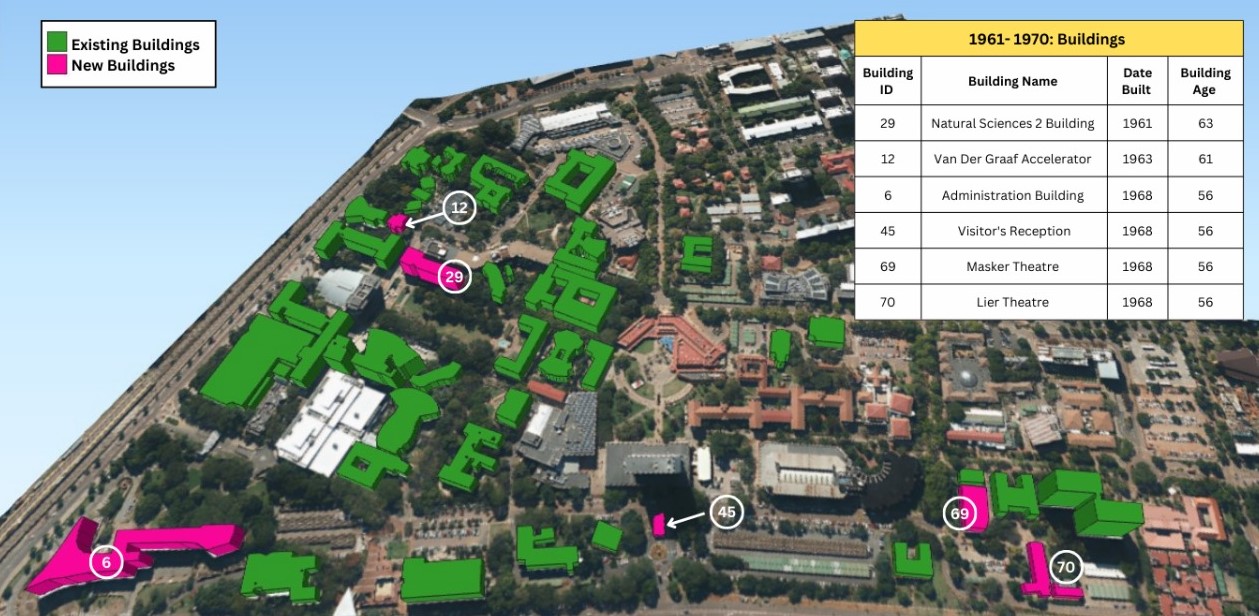 Existing Buildings
New Buildings
1961- 1970: Buildings
Building ID Building Name Date Built Building Age
29 Natural Sciences 2 Building 1961 63
12 Van Der Graaf Accelerator 1963 61
6 Administration Building 1968 56
45 Visitor's Reception 1968 56
69 Masker Theatre 1968 56
70 Lier Theatre 1968 56
12
29
45
69
6
70